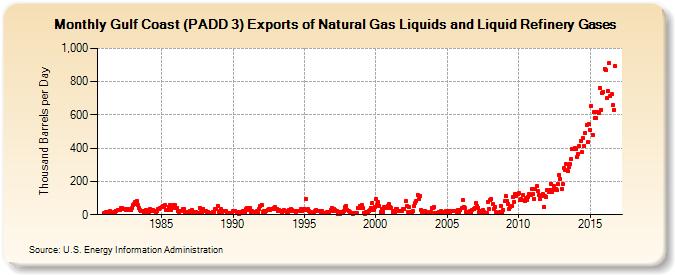 Monthly Gulf Coast (PADD 3) Exports of Natural Gas Liquids and Liquid Refinery Gases
Thousand Barrels per Day
1,000
800
600
400
200
0
1985 1990 1995 2000 2005 2010 2015
Source: U.S. Energy Information Administration